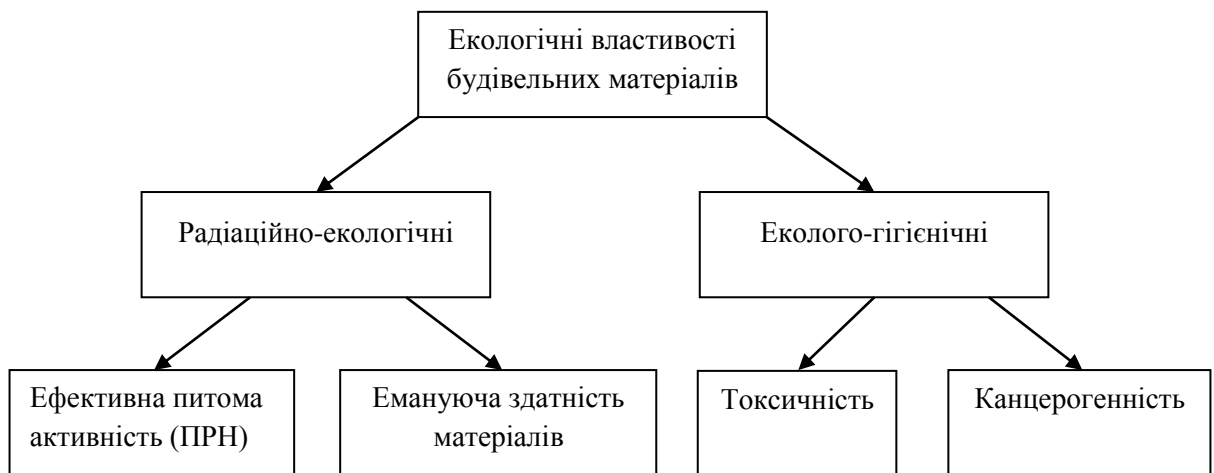 Екологічні властивості
будівельних матеріалів
Радіаційно-екологічні
Еколого-гігієнічні
Ефективна питома
активність (ПРН)
Емануюча здатність
матеріалів
Токсичність
Канцерогенність